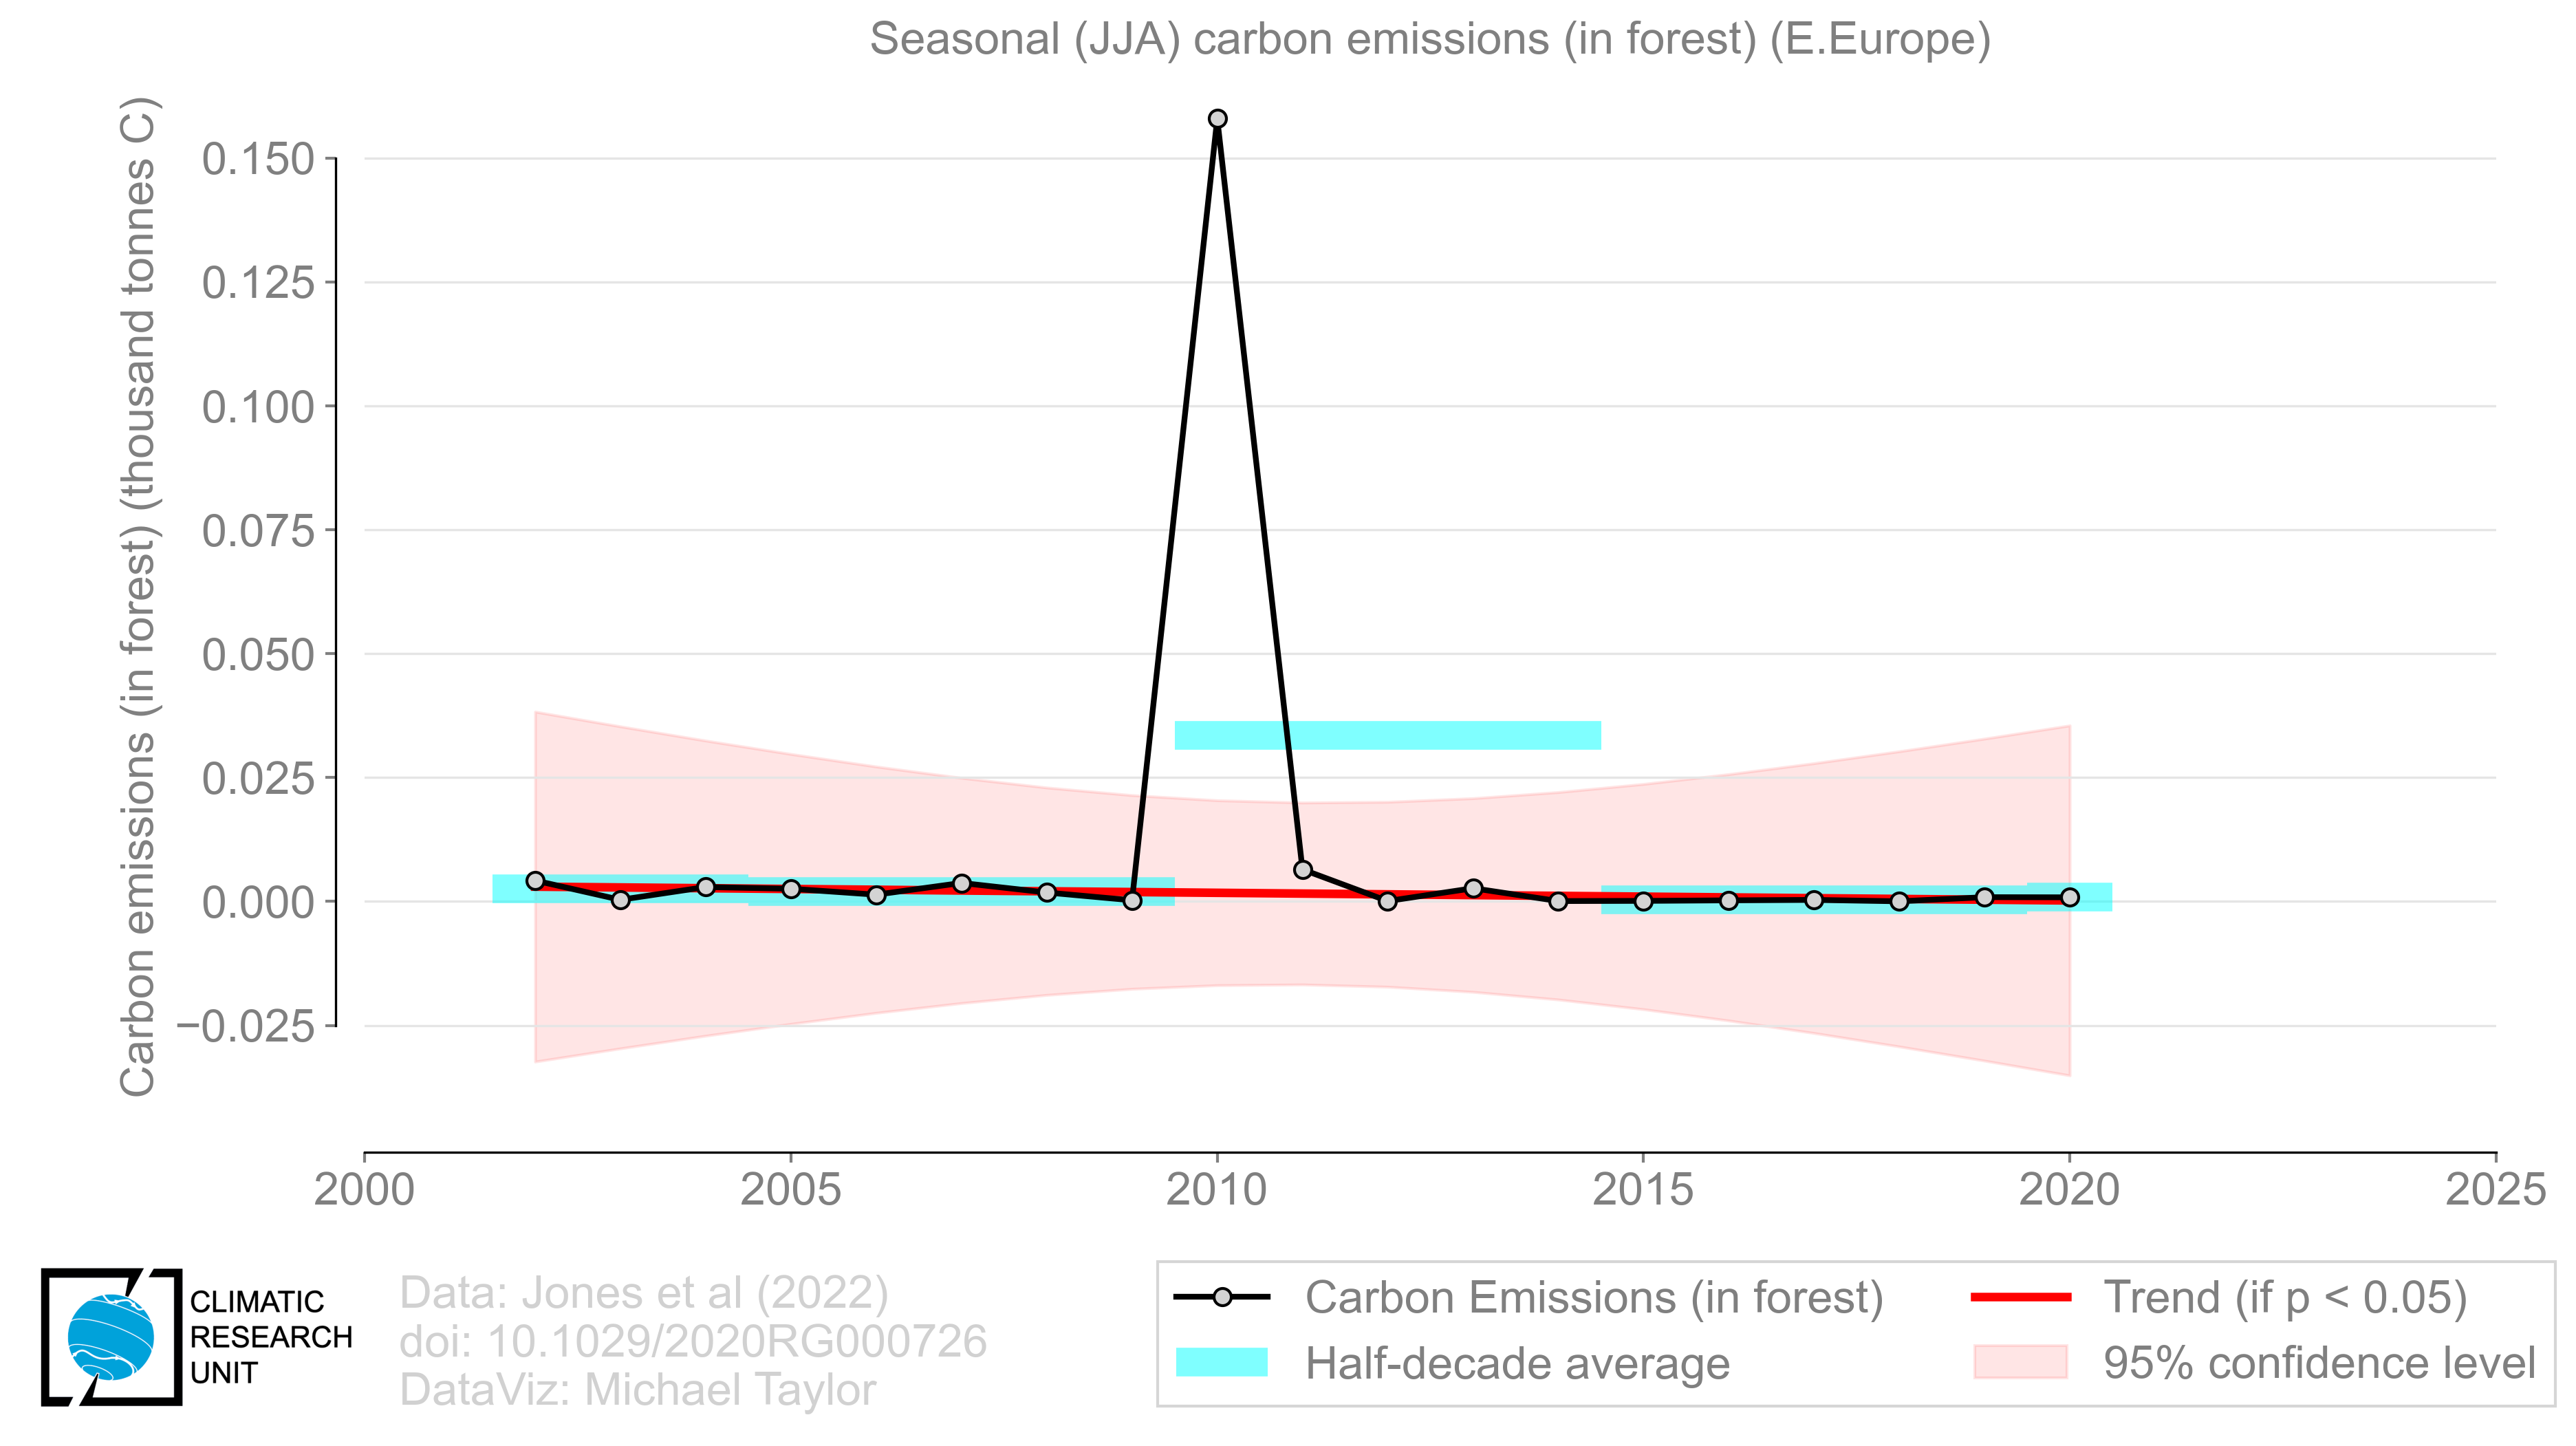 Seasonal (JJA) carbon emissions (in forest) (E.Europe)
Carbon emissions (in forest) (thousand tonnes C)
0.150
0.125
0.100
0.075
0.050
0.025
0.000
−0.025
2000
2005
2010
2015
2020
2025
CLIMATIC
RESEARCH
UNIT
Data: Jones et al (2022)
doi: 10.1029/2020RG000726
DataViz: Michael Taylor
Carbon Emissions (in forest)
Half-decade average
Trend (if p < 0.05)
95% confidence level